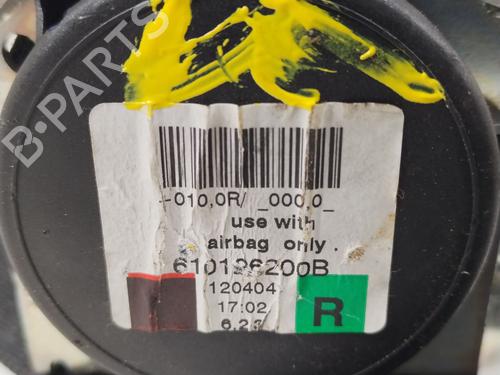 B-PARTS
-010,0R/ _000,0_
use with
airbag only.
610126200B
120404
17:02
R